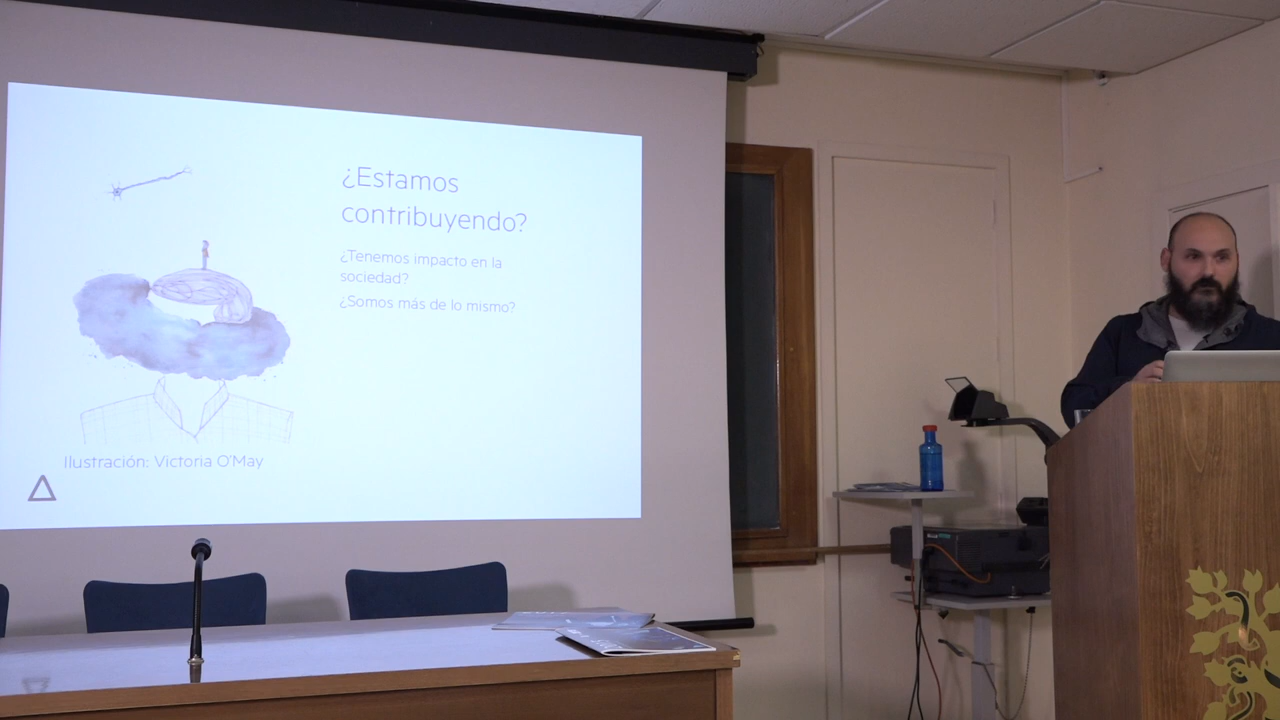 ¿Estamos
contribuyendo?
¿Tenemos impacto en la
sociedad?
¿Somos más de lo mismo?
Ilustración: Victoria O'May